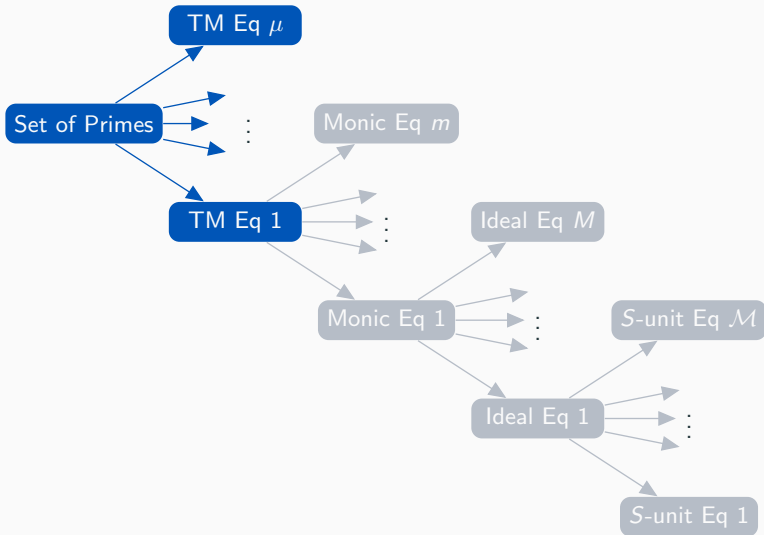 TM Eq μ
Set of Primes
⋮
Monic Eq m
TM Eq 1
⋮
Ideal Eq M
Monic Eq 1
⋮
S-unit Eq ℳ
Ideal Eq 1
⋮
S-unit Eq 1